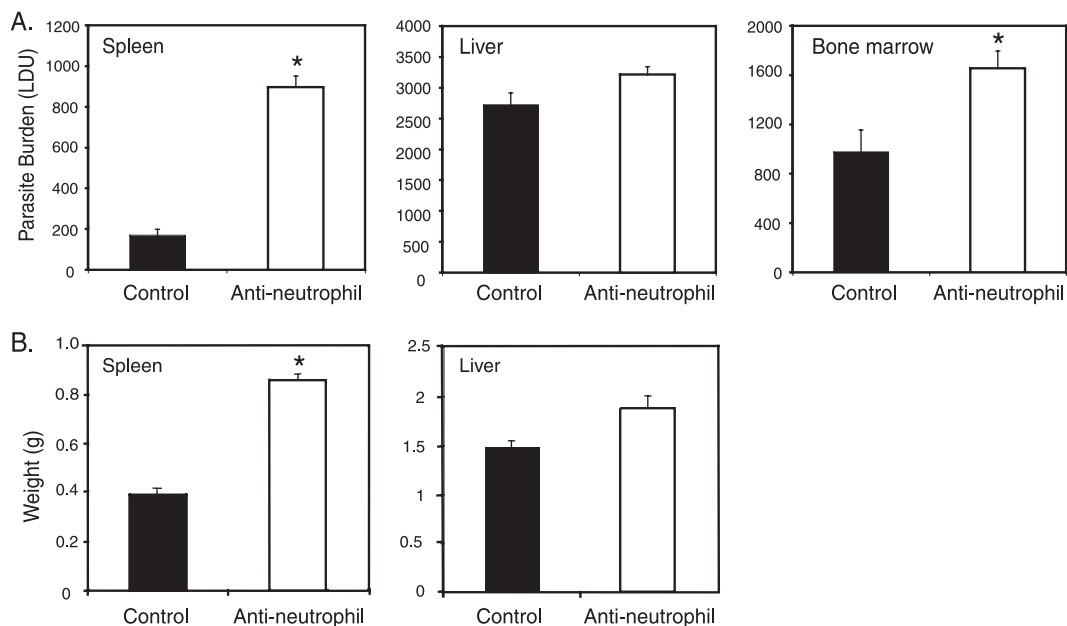 A.
Parasite Burden (LDU)
1200
1000
800
600
400
200
0
Spleen
*
Control Anti-neutrophil
4000
3500
3000
2500
2000
1500
3500
1000
500
0
Liver
Control Anti-neutrophil
2000
1600
1200
800
400
0
Bone marrow
*
Control Anti-neutrophil
B.
Weight (g)
1.0
0.8
0.6
0.4
0.2
0
Spleen
*
Control Anti-neutrophil
2.5
2
1.5
1
0.5
0
Liver
Control Anti-neutrophil